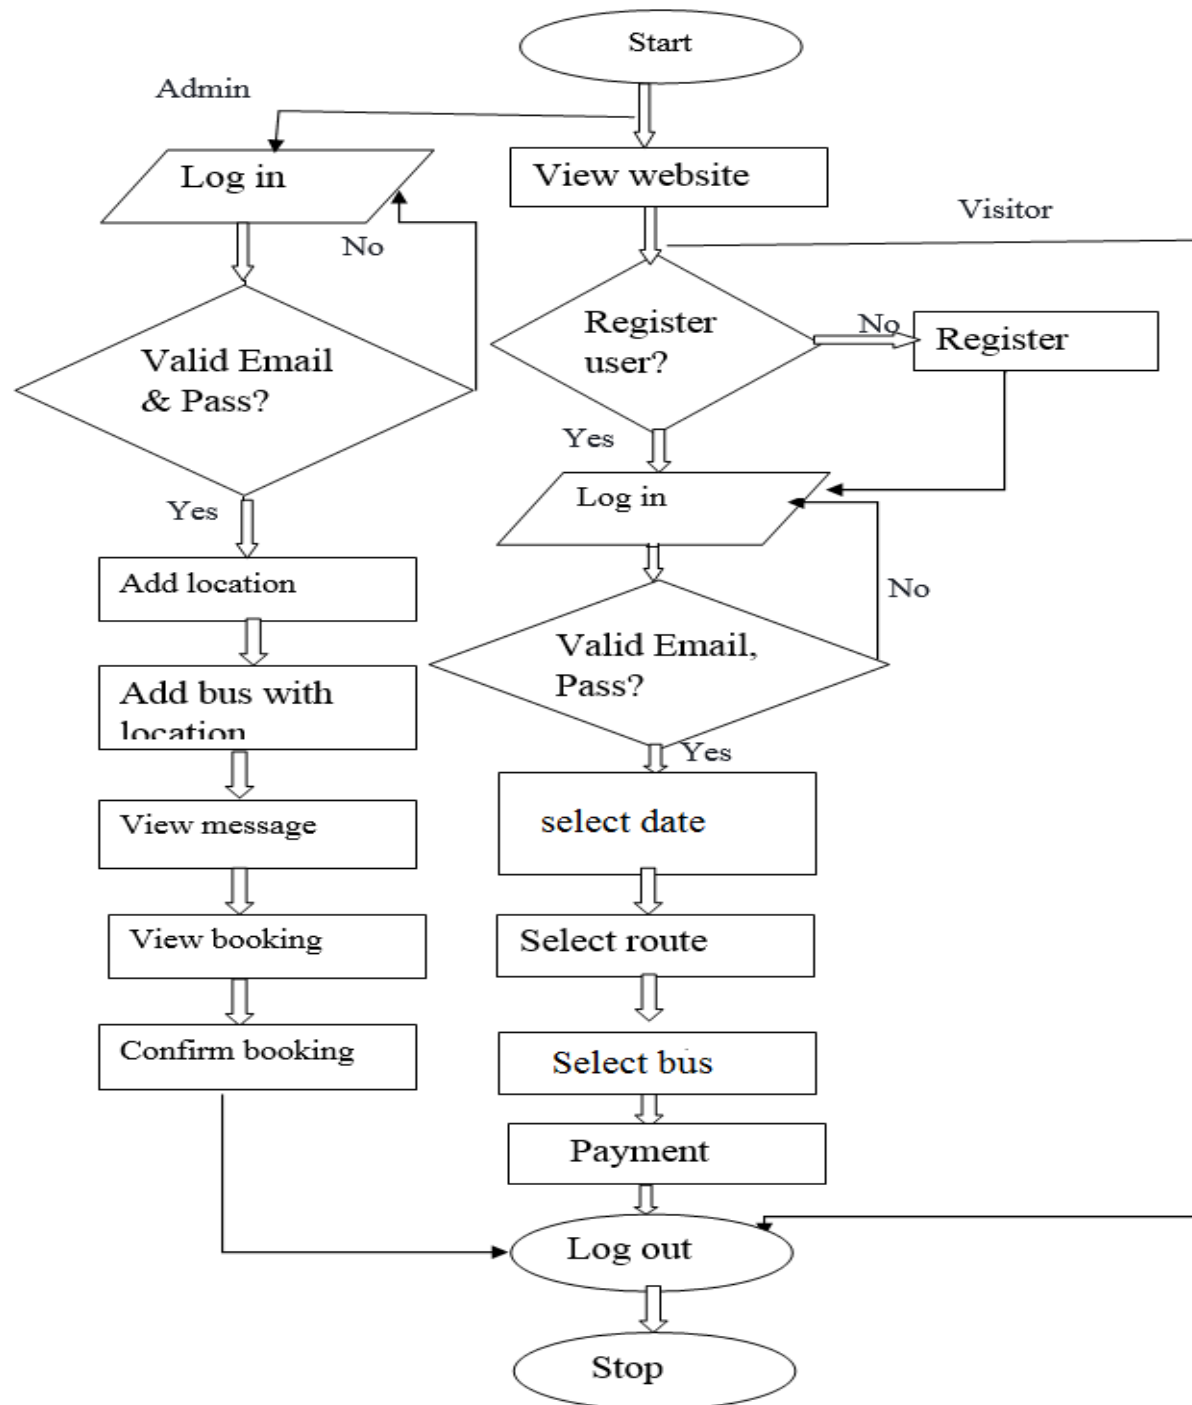 Start
Admin
Log in
View website
Visitor
No
Register
user?
No
Register
Valid Email
& Pass?
Yes
Log in
Yes
Add location
No
Valid Email,
Pass?
Add bus with
location
Yes
select date
View message
View booking
Select route
Confirm booking
Select bus
Payment
Log out
Stop